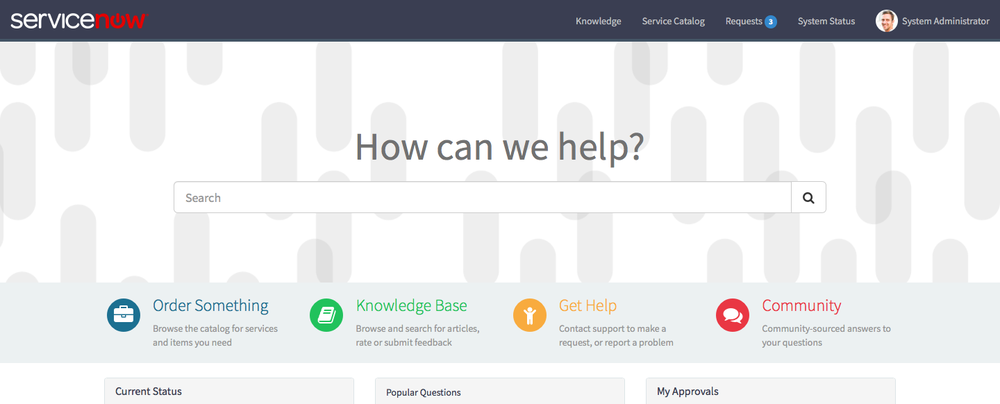 servicenow
Knowledge
Service Catalog
Requests 3
System Status
System Administrator
How can we help?
Search
Order Something
Browse the catalog for services
and items you need
Knowledge Base
Browse and search for articles,
rate or submit feedback
Get Help
Contact support to make a
request, or report a problem
Community
Community-sourced answers to
your questions
Current Status
Popular Questions
My Approvals